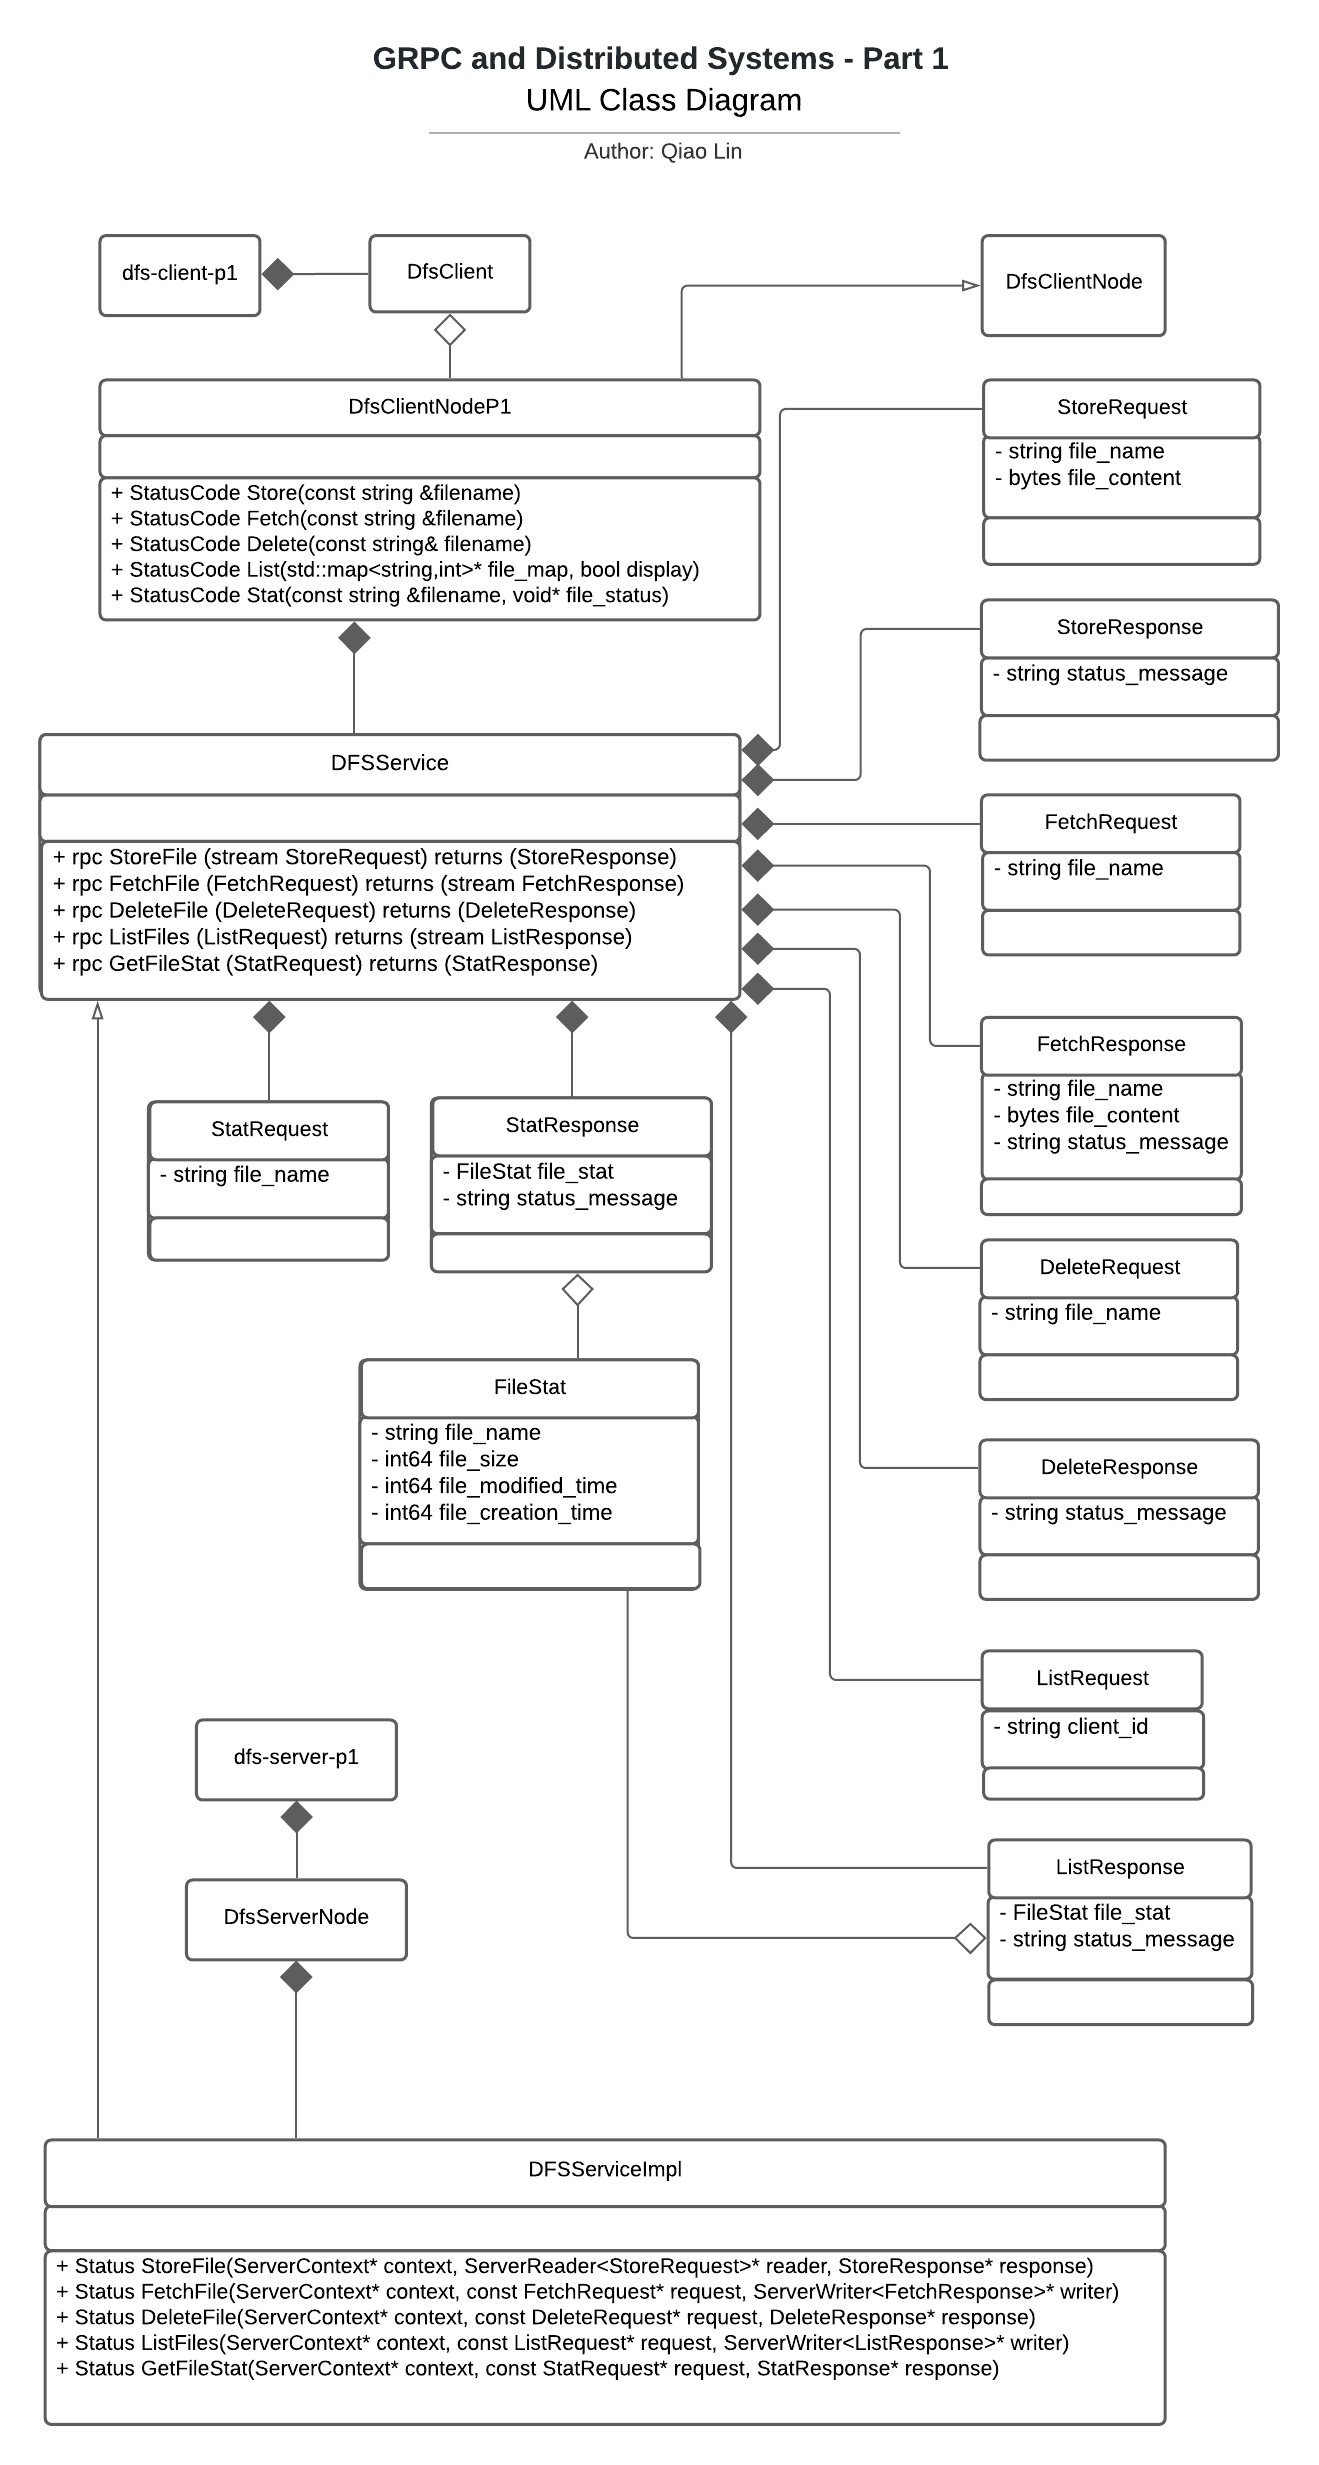 GRPC and Distributed Systems - Part 1
UML Class Diagram
Author: Qiao Lin
dfs-client-p1
DfsClient
DfsClientNode
DfsClientNodeP1
+ StatusCode Store(const string &filename)
+ StatusCode Fetch(const string &filename)
+ StatusCode Delete(const string& filename)
+ StatusCode List(std::map<string,int>* file_map, bool display)
+ StatusCode Stat(const string &filename, void* file_status)
StoreRequest
- string file_name
- bytes file_content
StoreResponse
- string status_message
DFSService
+ rpc StoreFile (stream StoreRequest) returns (StoreResponse)
+ rpc FetchFile (FetchRequest) returns (stream FetchResponse)
+ rpc DeleteFile (DeleteRequest) returns (DeleteResponse)
+ rpc ListFiles (ListRequest) returns (stream ListResponse)
+ rpc GetFileStat (StatRequest) returns (StatResponse)
FetchRequest
- string file_name
FetchResponse
- string file_name
- bytes file_content
- string status_message
StatRequest
- string file_name
StatResponse
- FileStat file_stat
- string status_message
DeleteRequest
- string file_name
FileStat
- string file_name
- int64 file_size
- int64 file_modified_time
- int64 file_creation_time
DeleteResponse
- string status_message
ListRequest
- string client_id
dfs-server-p1
DfsServerNode
ListResponse
- FileStat file_stat
- string status_message
DFSServiceImpl
+ Status StoreFile(ServerContext* context, ServerReader<StoreRequest>* reader, StoreResponse* response)
+ Status FetchFile(ServerContext* context, const FetchRequest* request, ServerWriter<FetchResponse>* writer)
+ Status DeleteFile(ServerContext* context, const DeleteRequest* request, DeleteResponse* response)
+ Status ListFiles(ServerContext* context, const ListRequest* request, ServerWriter<ListResponse>* writer)
+ Status GetFileStat(ServerContext* context, const StatRequest* request, StatResponse* response)